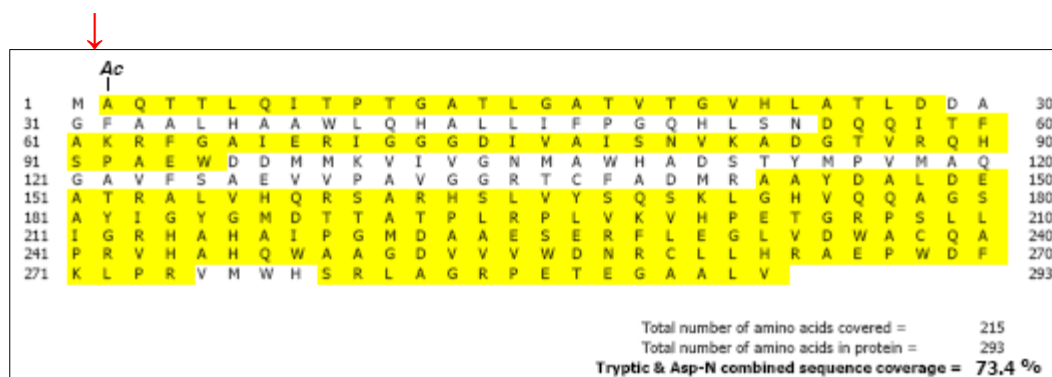 Ac
1 M A Q T T L Q I T P T G A T L G A T V T G V H L A T L D D A 30
31 G F A A L H A A W L Q H A L L I F P G Q H L S N D Q Q I T F 60
61 A K R F G A I E R I G G G D I V A I S N V K A D G T V R Q H 90
91 S P A E W D D M M K V I V G N M A W H A D S T Y M P V M A Q 120
121 G A V F S A E V V P A V G G R T C F A D M R A A Y D A L D E 150
151 A T R A L V H Q R S A R H S L V Y S Q S K L G H V Q Q A G S 180
181 A Y I G Y G M D T T A T P L R P L V K V H P E T G R P S L L 210
211 I G R H A H A I P G M D A A E S E R F L E G L V D W A C Q A 240
241 P R V H A H Q W A A G D V V V W D N R C L L H R A E P W D F 270
271 K L P R V M W H S R L A G R P E T E G A A L V 293
Total number of amino acids covered = 215
Total number of amino acids in protein = 293
Tryptic & Asp-N combined sequence coverage = 73.4 %